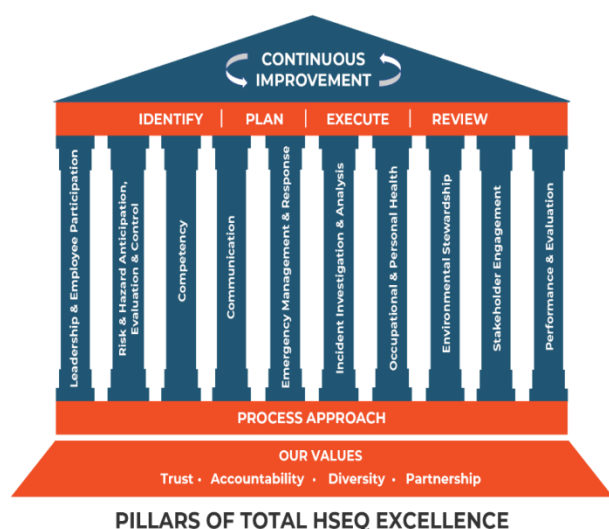 CONTINUOUS
IMPROVEMENT
IDENTIFY | PLAN | EXECUTE | REVIEW
Leadership & Employee Participation
Risk & Hazard Anticipation,
Evaluation & Control
Competency
Communication
Emergency Management & Response
Incident Investigation & Analysis
Occupational & Personal Health
Environmental Stewardship
Stakeholder Engagement
Performance & Evaluation
PROCESS APPROACH
OUR VALUES
Trust · Accountability · Diversity · Partnership
PILLARS OF TOTAL HSEQ EXCELLENCE